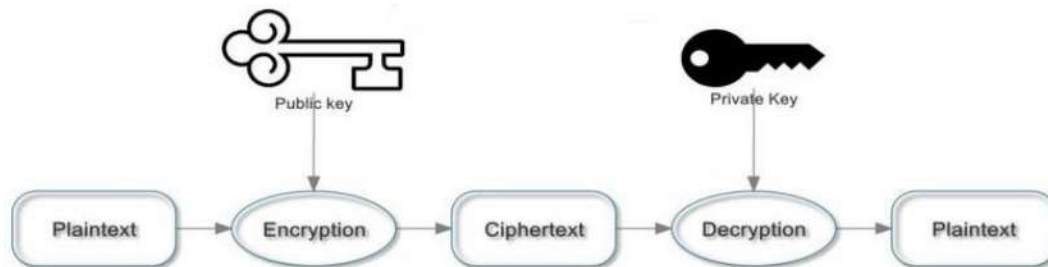 Public key
Private Key
Plaintext
Encryption
Ciphertext
Decryption
Plaintext